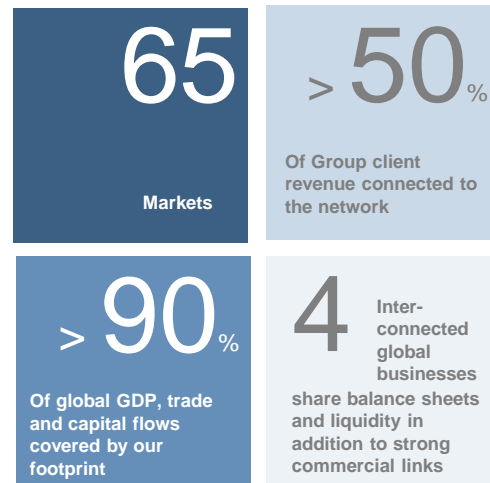 65
Markets
> 50%
Of Group client
revenue connected to
the network
> 90%
Of global GDP, trade
and capital flows
covered by our
footprint
4
Inter-
connected
global
businesses
share balance sheets
and liquidity in
addition to strong
commercial links